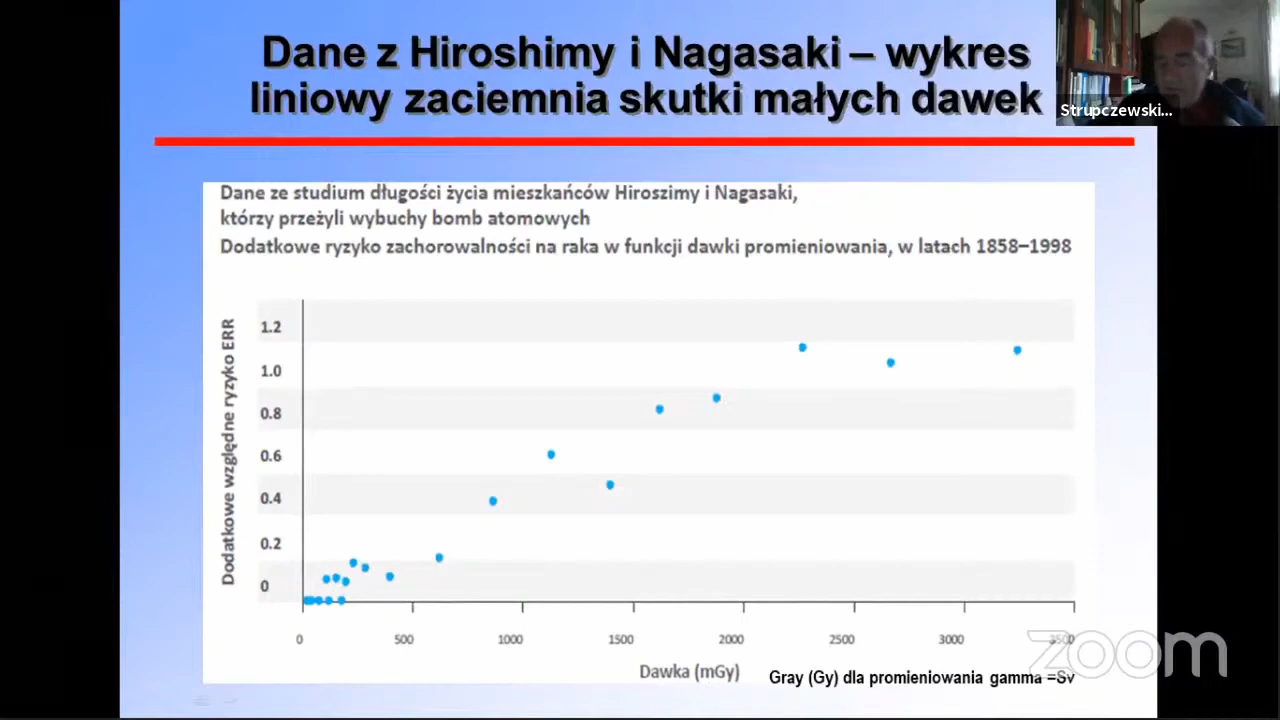 Dane z Hiroshimy i Nagasaki – wykres
liniowy zaciemnia skutki małych dawek
Strupczewski...
Dane ze studium długości życia mieszkańców Hiroszimy i Nagasaki,
którzy przeżyli wybuchy bomb atomowych
Dodatkowe ryzyko zachorowalności na raka w funkcji dawki promieniowania, w latach 1858–1998
Dodatkowe względne ryzyko ERR
1.2
1.0
0.8
0.6
0.4
0.2
0
0 500 1000 1500 2000 2500 3000 3500
Dawka (mGy)
Gray (Gy) dla promieniowania gamma =Sv
zoom